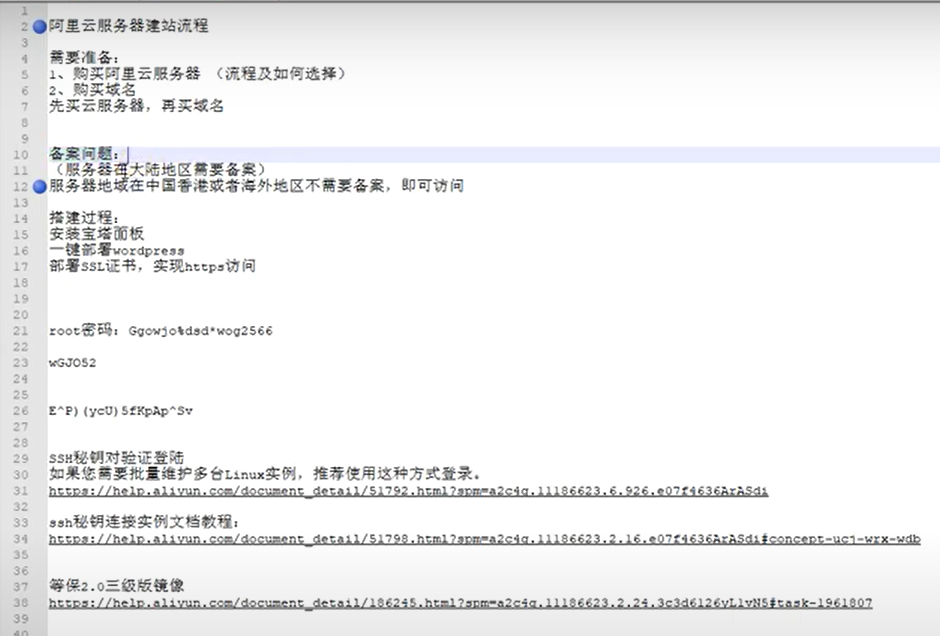 1
2 阿里云服务器建站流程
3
4 需要准备：
5 1、购买阿里云服务器 （流程及如何选择）
6 2、购买域名
7 先买云服务器，再买域名
8
9
10 备案问题：
11 （服务器在大陆地区需要备案）
12 服务器地域在中国香港或者海外地区不需要备案，即可访问
13
14 搭建过程：
15 安装宝塔面板
16 一键部署wordpress
17 部署SSL证书，实现https访问
18
19
20
21 root密码：Ggowjo%dsd*wog2566
22
23 wGJO52
24
25
26 E^P)(ycU)5fKpAp^Sv
27
28
29 SSH秘钥对验证登陆
30 如果您需要批量维护多台Linux实例，推荐使用这种方式登录。
31 https://help.aliyun.com/document_detail/51792.html?spm=a2c4g.11186623.6.926.e07f4636ArASdi
32
33 ssh秘钥连接实例文档教程：
34 https://help.aliyun.com/document_detail/51798.html?spm=a2c4g.11186623.2.16.e07f4636ArASdi#concept-ucj-wrx-wdb
35
36
37 等保2.0三级版镜像
38 https://help.aliyun.com/document_detail/186245.html?spm=a2c4g.11186623.2.24.3c3d6126yL1vN5#task-1961807
39
40